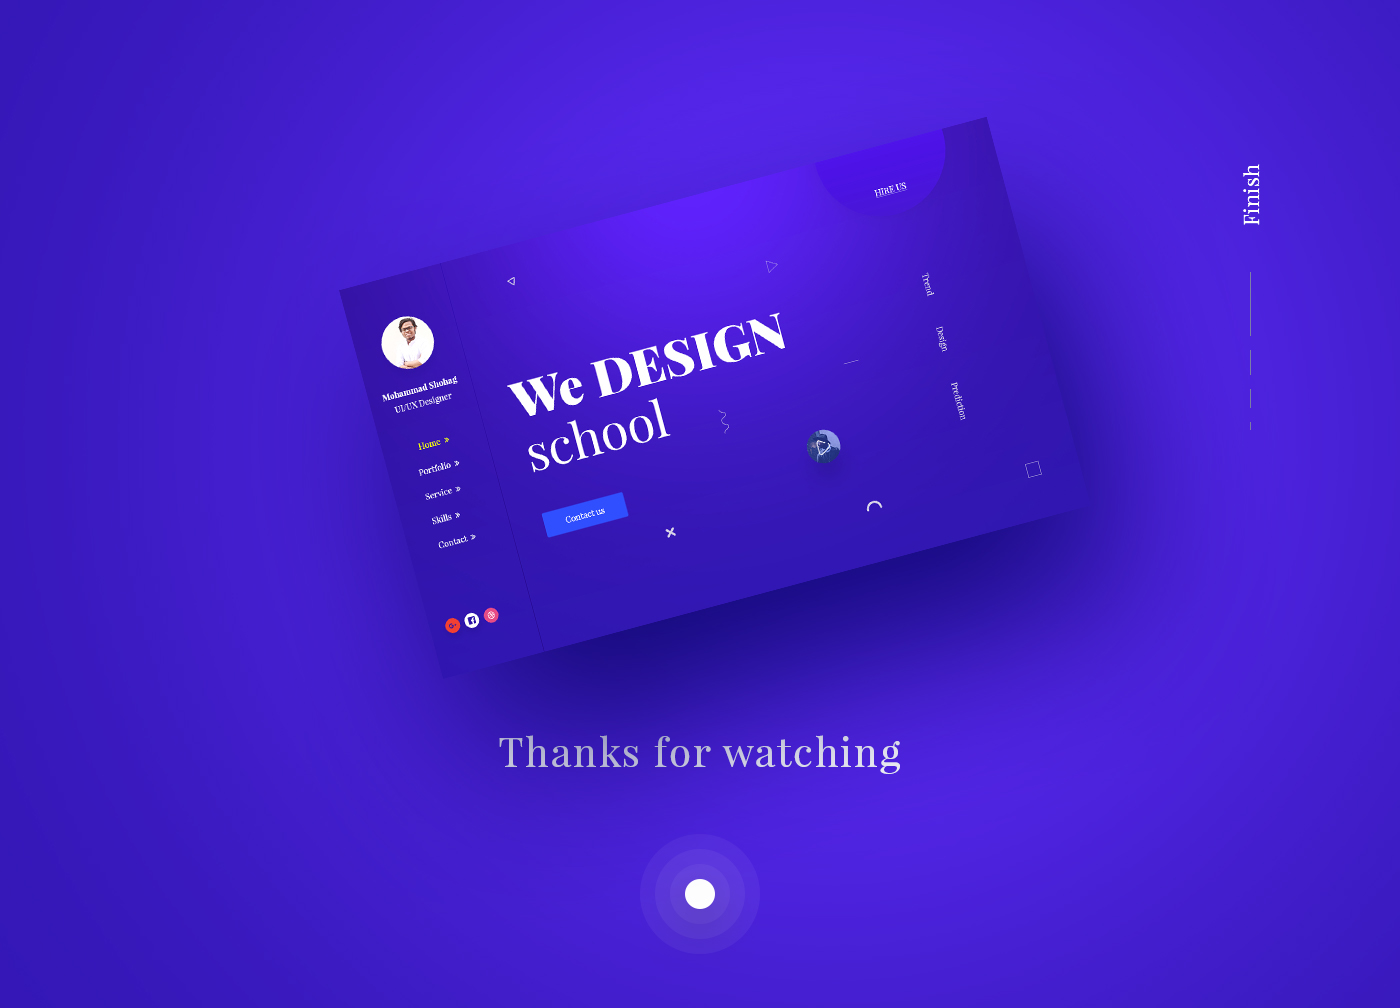 Finish
HIRE US
Mohammad Shobag
UI/UX Designer
Home »
Portfolio »
Service »
Skills »
Contact »
We DESIGN
school
Contact us
Trend
Design
Prediction
G+
Thanks for watching